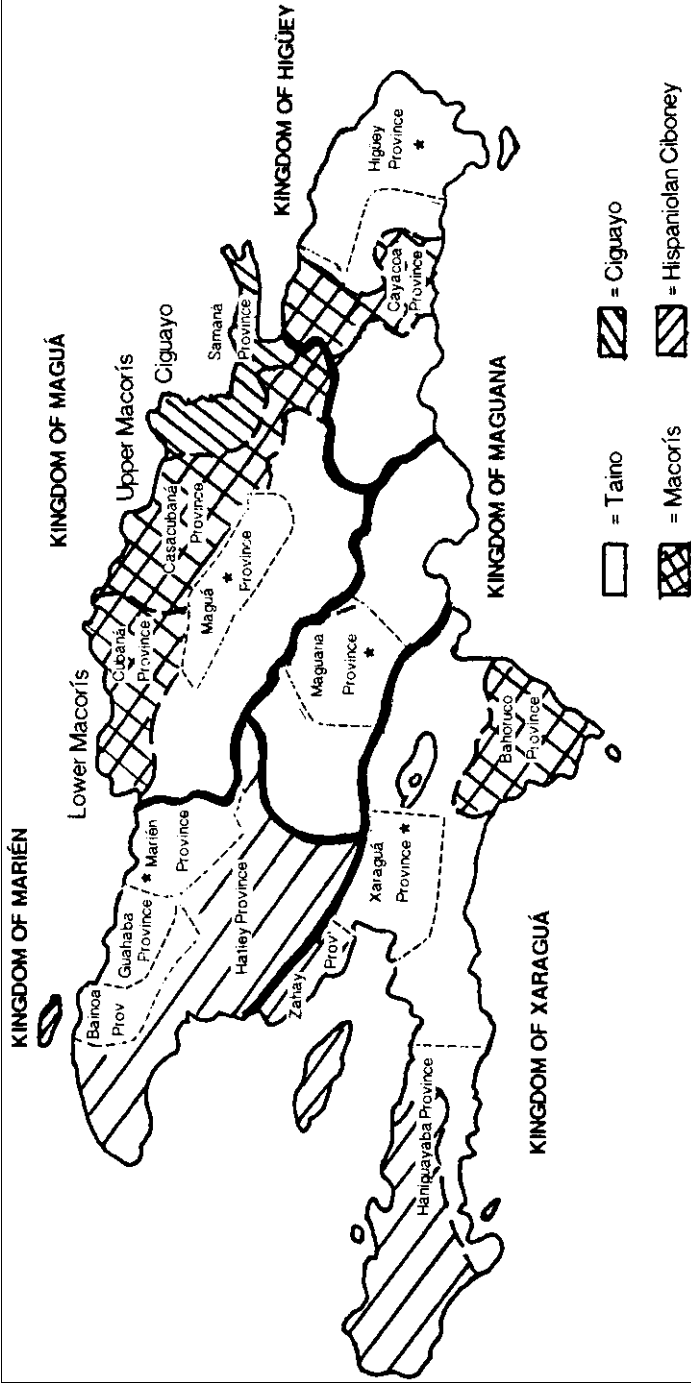 KINGDOM OF MARIÉN
Lower Macorís
KINGDOM OF MAGUÁ
Upper Macorís
Ciguayo
KINGDOM OF HIGÜEY
Bainoa
Prov
Guahaba
Province
Marién
Province
Hatiey Province
Cubaná
Province
Casacubaná
Province
Maguá
Province
Samaná
Province
Higüey
Province
Cayacoa
Province
Maguana
Province
Zahay
Prov
Xaraguá
Province
Bahoruco
Province
Haniguayaba Province
KINGDOM OF XARAGUÁ
KINGDOM OF MAGUANA
= Taino
= Macorís
= Ciguayo
= Hispaniolan Ciboney